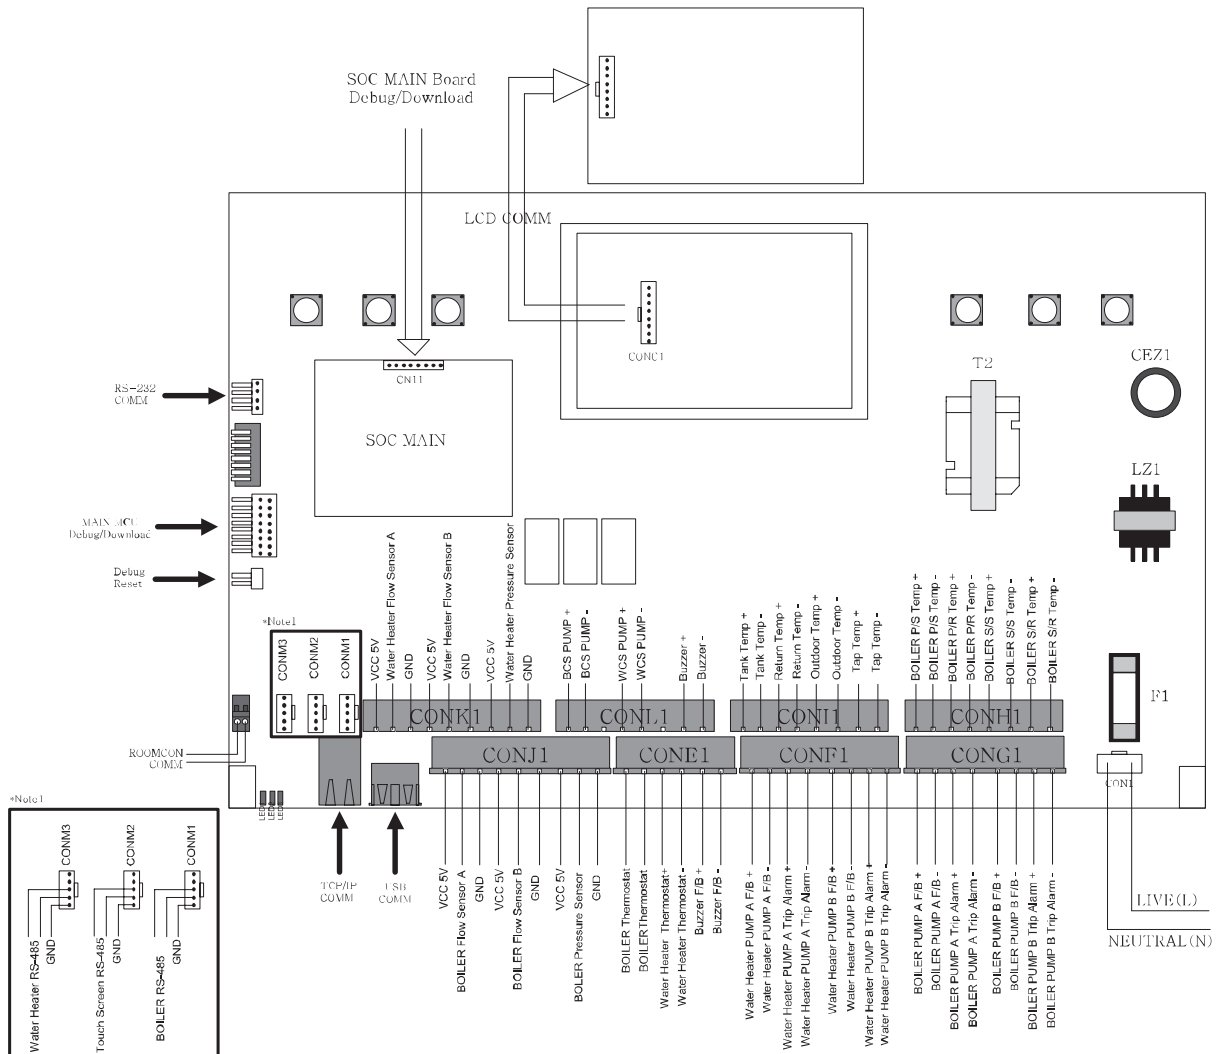 SOC MAIN Board
Debug/Download
LCD COMM
CONC1
CN11
SOC MAIN
T2
CEZ1
LZ1
F1
RS-232
COMM
MAIN MCU
Debug/Download
Debug
Reset
*Note1
CONM3
CONM2
CONM1
ROOMCON
COMM
VCC 5V
Water Heater Flow Sensor A
GND
VCC 5V
Water Heater Flow Sensor B
GND
VCC 5V
Water Heater Pressure Sensor
GND
BCS PUMP +
BCS PUMP -
WCS PUMP +
WCS PUMP -
Buzzer +
Buzzer -
Tank Temp +
Tank Temp -
Return Temp +
Return Temp -
Outdoor Temp +
Outdoor Temp -
Tap Temp +
Tap Temp -
BOILER P/S Temp +
BOILER P/S Temp -
BOILER P/R Temp +
BOILER P/R Temp -
BOILER S/S Temp +
BOILER S/S Temp -
BOILER S/R Temp +
BOILER S/R Temp -
CONK1
CONL1
CONI1
CONH1
CONJ1
CONE1
CONF1
CONG1
CON1
LIVE(L)
NEUTRAL(N)
LED
LED
LED
TCP/IP
COMM
USB
COMM
VCC 5V
BOILER Flow Sensor A
GND
VCC 5V
BOILER Flow Sensor B
GND
VCC 5V
BOLER Pressure Sensor
GND
BOILER Thermostat
BOILERThermostat
Water Heater Thermostat+
Water Heater Thermostat -
Buzzer F/B +
Buzzer F/B -
Water Heater PUMP A F/B +
Water Heater PUMP A F/B -
Water Heater PUMP A Trip Alarm +
Water Heater PUMP A Trip Alarm -
Water Heater PUMP B F/B +
Water Heater PUMP B F/B -
Water Heater PUMP B Trip Alarm +
Water Heater PUMP B Trip Alarm -
BOILER PUMP A F/B +
BOILER PUMP A F/B -
BOILER PUMP A Trip Alarm +
BOILER PUMP A Trip Alarm -
BOILER PUMP B F/B +
BOILER PUMP B F/B -
BOILER PUMP B Trip Alarm +
BOILER PUMP B Trip Alarm -
*Note1
CONM3
CONM2
CONM1
Water Heater RS-485
GND
Touch Screen RS-485
GND
BOILER RS-485
GND